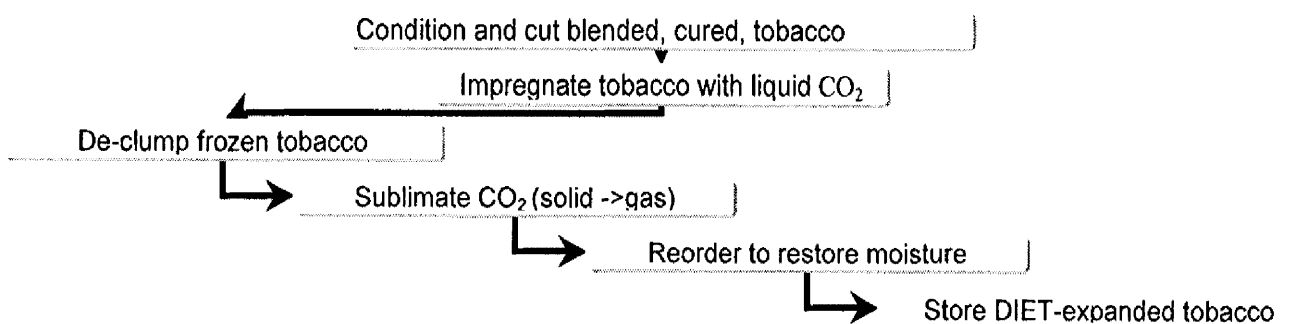 Condition and cut blended, cured, tobacco
Impregnate tobacco with liquid CO₂
De-clump frozen tobacco
Sublimate CO₂ (solid ->gas)
Reorder to restore moisture
Store DIET-expanded tobacco